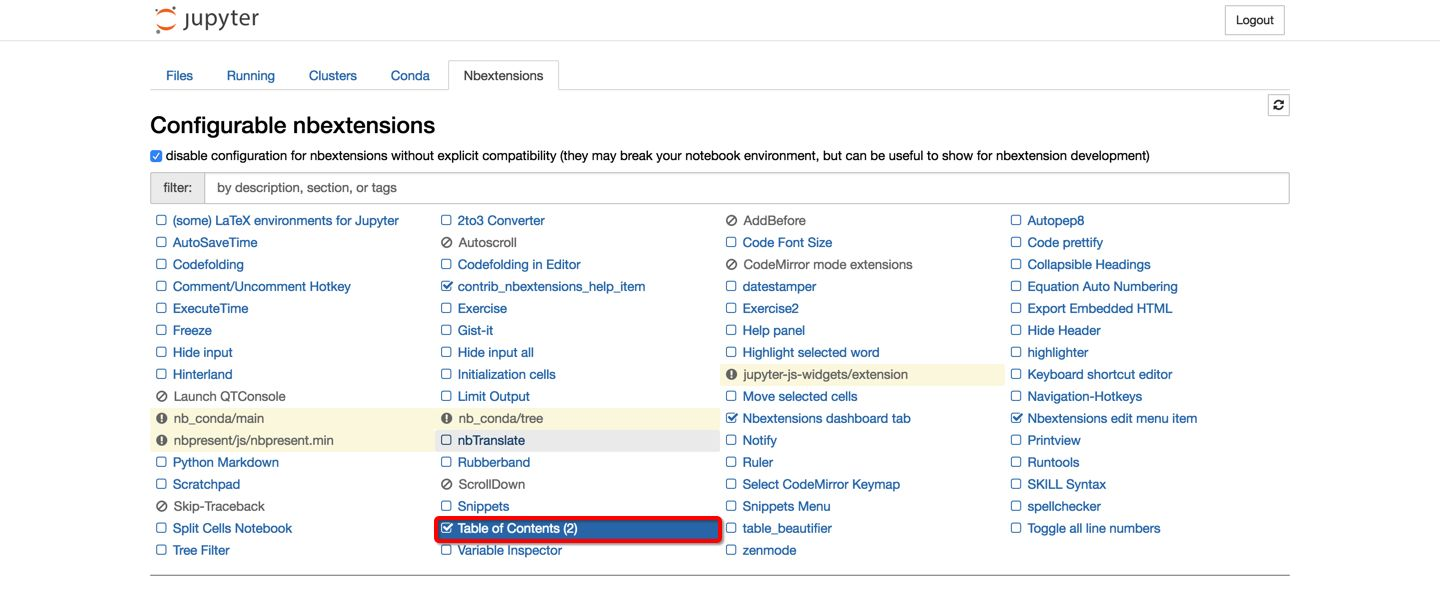 jupyter
Logout
Files Running Clusters Conda Nbextensions
Configurable nbextensions
disable configuration for nbextensions without explicit compatibility (they may break your notebook environment, but can be useful to show for nbextension development)
filter: by description, section, or tags
(some) LaTeX environments for Jupyter 2to3 Converter AddBefore Autopep8
AutoSaveTime Autoscroll Code Font Size Code prettify
Codefolding Codefolding in Editor CodeMirror mode extensions Collapsible Headings
Comment/Uncomment Hotkey contrib_nbextensions_help_item datestamper Equation Auto Numbering
ExecuteTime Exercise Exercise2 Export Embedded HTML
Freeze Gist-it Help panel Hide Header
Hide input Hide input all Highlight selected word highlighter
Hinterland Initialization cells jupyter-js-widgets/extension Keyboard shortcut editor
Launch QTConsole Limit Output Move selected cells Navigation-Hotkeys
nb_conda/main nb_conda/tree Nbextensions dashboard tab Nbextensions edit menu item
nbpresent/js/nbpresent.min nbTranslate Notify Printview
Python Markdown Rubberband Ruler Runtools
Scratchpad ScrollDown Select CodeMirror Keymap SKILL Syntax
Skip-Traceback Snippets Snippets Menu spellchecker
Split Cells Notebook Table of Contents (2) table_beautifier Toggle all line numbers
Tree Filter Variable Inspector zenmode